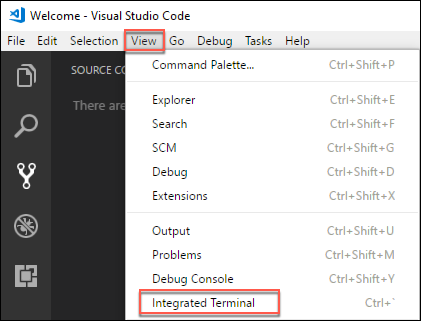 Welcome - Visual Studio Code
File Edit Selection View Go Debug Tasks Help
SOURCE CO
There are
Command Palette... Ctrl+Shift+P
Explorer Ctrl+Shift+E
Search Ctrl+Shift+F
SCM Ctrl+Shift+G
Debug Ctrl+Shift+D
Extensions Ctrl+Shift+X
Output Ctrl+Shift+U
Problems Ctrl+Shift+M
Debug Console Ctrl+Shift+Y
Integrated Terminal Ctrl+`